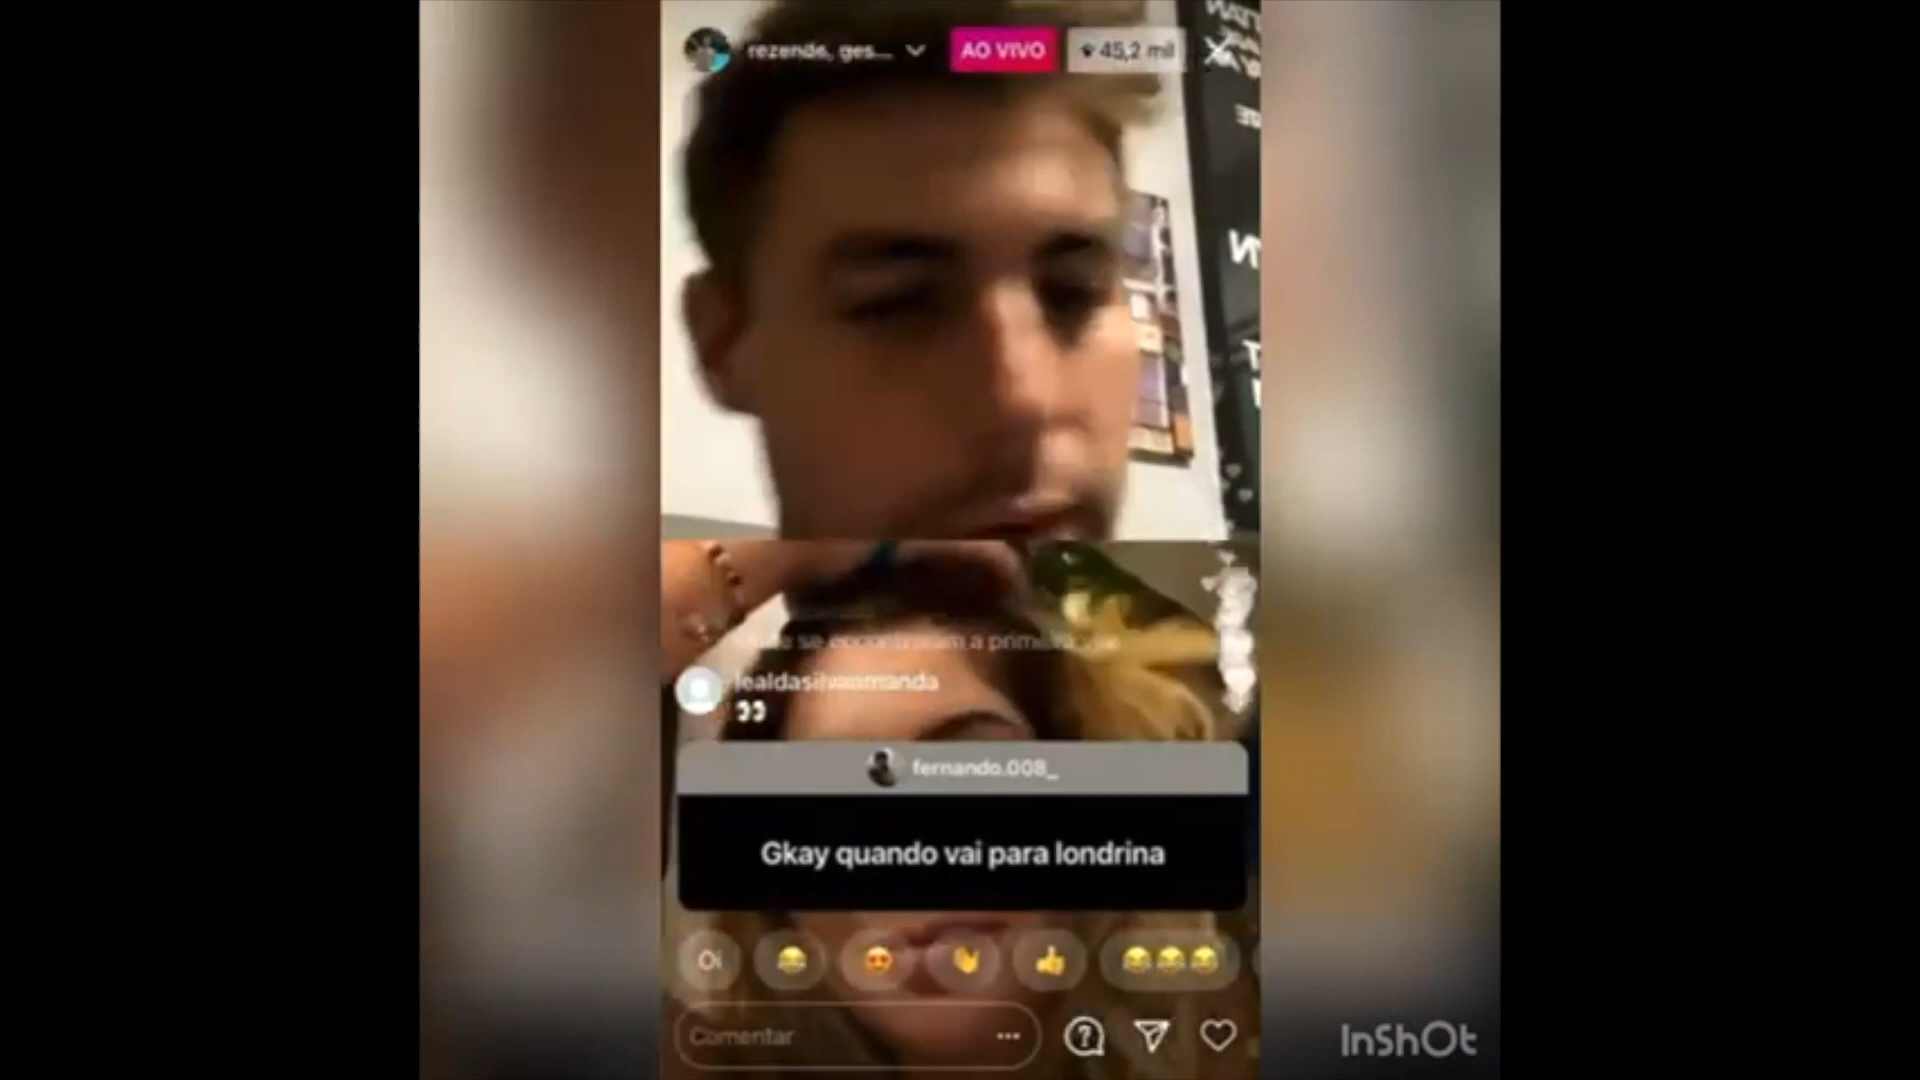 rezende, ges...
AO VIVO
45,2 mil
lealdasilvaamanda
fernando.008_
Gkay quando vai para londrina
Oi
Comentar
InShOt